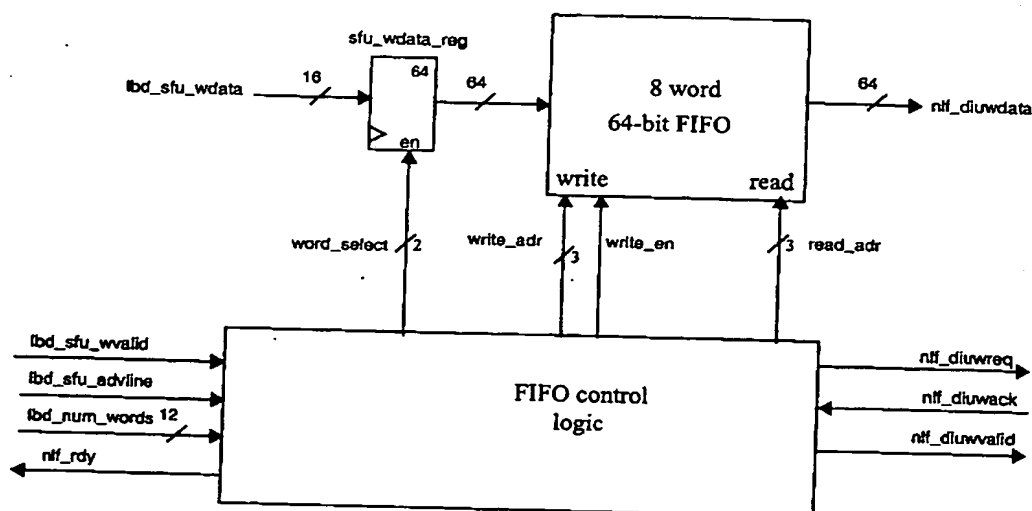 sfu_wdata_reg
lbd_sfu_wdata
16
64
en
64
8 word
64-bit FIFO
write
read
64
nlf_diuwdata
word_select
2
write_adr
3
write_en
3
read_adr
lbd_sfu_wvalid
lbd_sfu_advline
lbd_num_words
12
nlf_rdy
FIFO control
logic
nlf_diuwreq
nlf_diuwack
nlf_diuwvalid